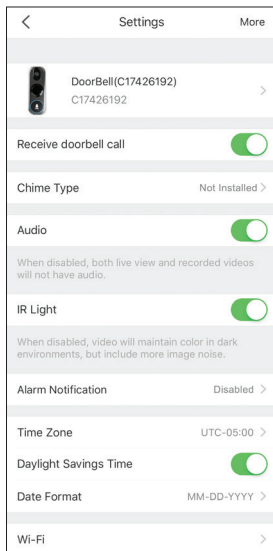 Settings
More
DoorBell(C17426192)
C17426192
Receive doorbell call
Chime Type
Not Installed
Audio
When disabled, both live view and recorded videos
will not have audio.
IR Light
When disabled, video will maintain color in dark
environments, but include more image noise.
Alarm Notification
Disabled
Time Zone
UTC-05:00
Daylight Savings Time
Date Format
MM-DD-YYYY
Wi-Fi